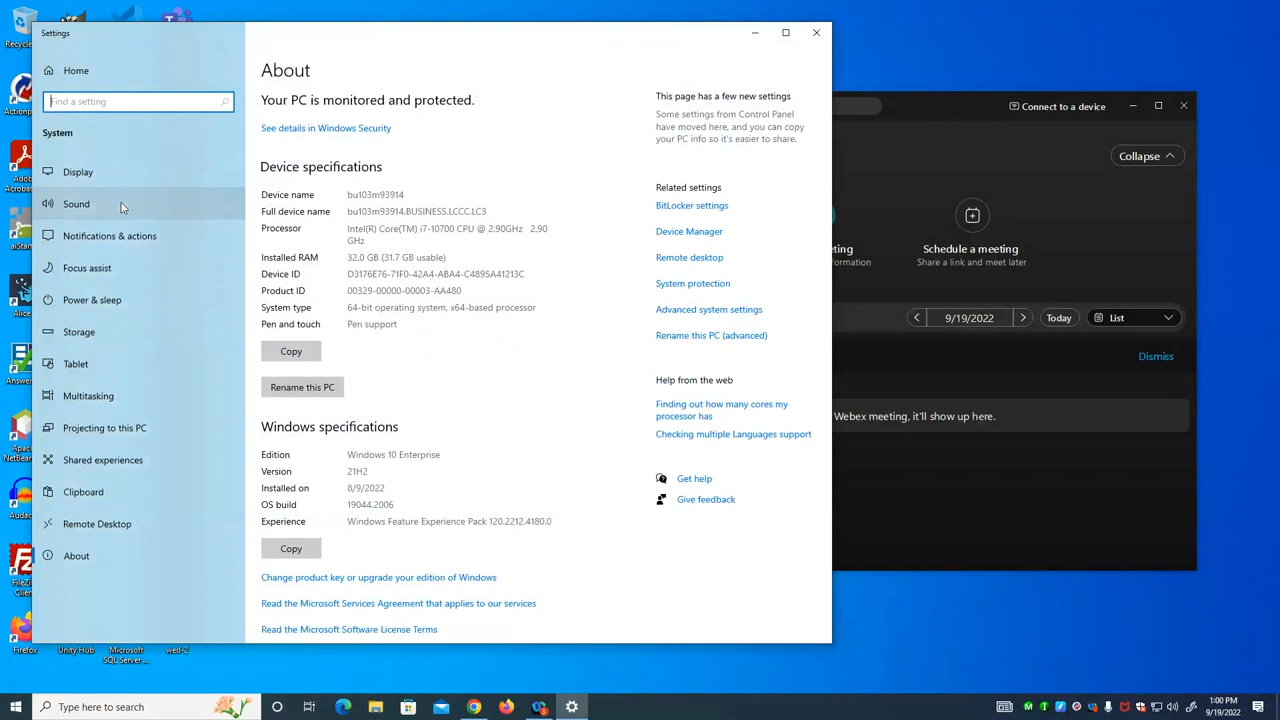 Settings
Home
Find a setting
System
Display
Sound
Notifications & actions
Focus assist
Power & sleep
Storage
Tablet
Multitasking
Projecting to this PC
Shared experiences
Clipboard
Remote Desktop
About
About
Your PC is monitored and protected.
See details in Windows Security
Device specifications
Device name bu103m93914
Full device name bu103m93914.BUSINESS.LCCC.LC3
Processor Intel(R) Core(TM) i7-10700 CPU @ 2.90GHz 2.90
GHz
Installed RAM 32.0 GB (31.7 GB usable)
Device ID D3176E76-71F0-42A4-ABA4-C4895A41213C
Product ID 00329-00000-00003-AA480
System type 64-bit operating system, x64-based processor
Pen and touch Pen support
Copy
Rename this PC
Windows specifications
Edition Windows 10 Enterprise
Version 21H2
Installed on 8/9/2022
OS build 19044.2006
Experience Windows Feature Experience Pack 120.2212.4180.0
Copy
Change product key or upgrade your edition of Windows
Read the Microsoft Services Agreement that applies to our services
Read the Microsoft Software License Terms
This page has a few new settings
Some settings from Control Panel
have moved here, and you can copy
your PC info so it's easier to share.
Related settings
BitLocker settings
Device Manager
Remote desktop
System protection
Advanced system settings
Rename this PC (advanced)
Help from the web
Finding out how many cores my
processor has
Checking multiple Languages support
Get help
Give feedback
Connect to a device
Collapse
Schedule a meeting
Share a link and meet later
9/19/2022
Today
List
Dismiss
Webex meeting, it'll show up here.
Firefox
Unity Hub
Microsoft
SQL Server ...
wed-2
Type here to search
1:00 PM
9/19/2022